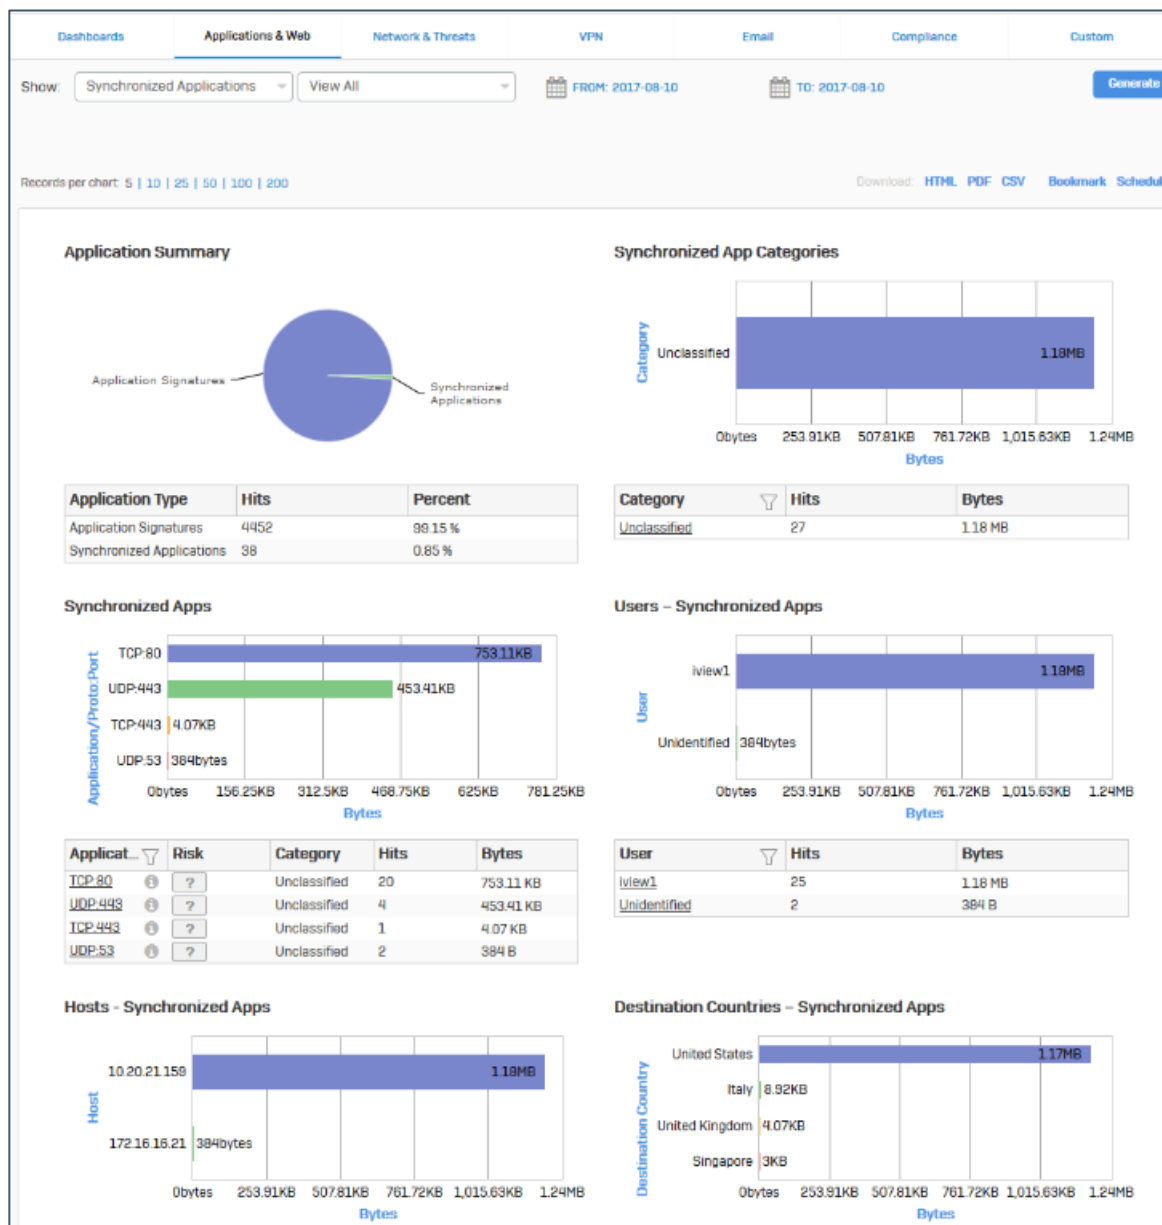 Dashboards Applications & Web Network & Threats VPN Email Compliance Custom
Show: Synchronized Applications View All FROM: 2017-08-10 TO: 2017-08-10 Generate
Records per chart: 5 | 10 | 25 | 50 | 100 | 200 Download: HTML PDF CSV Bookmark Schedul
Application Summary
Application Signatures
Synchronized
Applications
Application Type Hits Percent
Application Signatures 4452 99.15 %
Synchronized Applications 38 0.85 %
Synchronized App Categories
Category
Unclassified 1.18MB
0bytes 253.91KB 507.81KB 761.72KB 1,015.63KB 1.24MB
Bytes
Category Hits Bytes
Unclassified 27 1.18 MB
Synchronized Apps
Application/Proto:Port
TCP:80 753.11KB
UDP:443 453.41KB
TCP:443 4.07KB
UDP:53 384bytes
0bytes 156.25KB 312.5KB 468.75KB 625KB 781.25KB
Bytes
Applicat... Risk Category Hits Bytes
TCP:80 i ? Unclassified 20 753.11 KB
UDP:443 i ? Unclassified 4 453.41 KB
TCP:443 i ? Unclassified 1 4.07 KB
UDP:53 i ? Unclassified 2 384 B
Users – Synchronized Apps
User
iview1 1.18MB
Unidentified 384bytes
0bytes 253.91KB 507.81KB 761.72KB 1,015.63KB 1.24MB
Bytes
User Hits Bytes
iview1 25 1.18 MB
Unidentified 2 384 B
Hosts - Synchronized Apps
Host
10.20.21.159 1.18MB
172.16.16.21 384bytes
0bytes 253.91KB 507.81KB 761.72KB 1,015.63KB 1.24MB
Bytes
Destination Countries – Synchronized Apps
Destination Country
United States 1.17MB
Italy 8.92KB
United Kingdom 4.07KB
Singapore 3KB
0bytes 253.91KB 507.81KB 761.72KB 1,015.63KB 1.24MB
Bytes